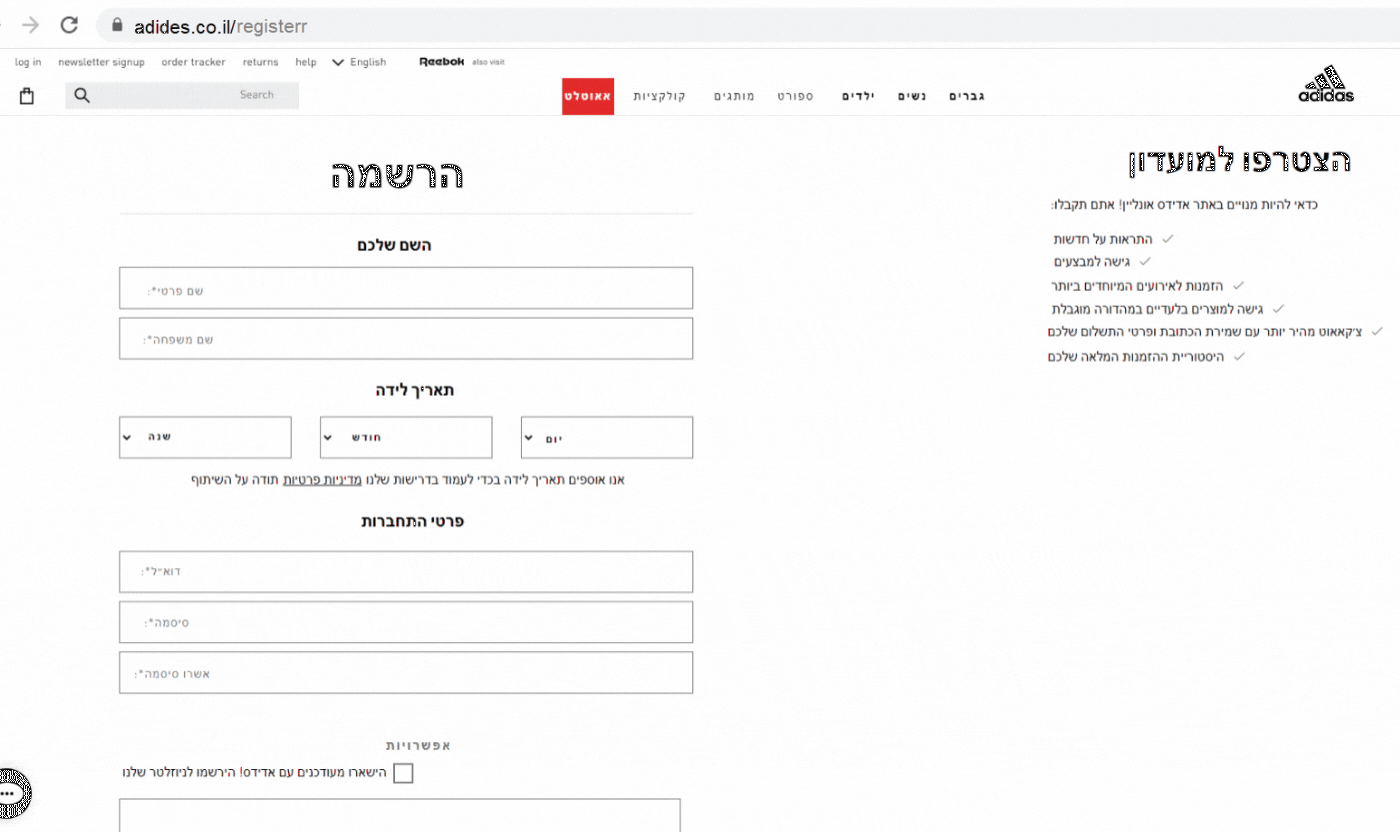 adides.co.il/registerr
log in newsletter signup order tracker returns help English Reebok also visit
Search
גברים נשים ילדים ספורט מותגים קולקציות אאוטלט
adidas
הצטרפו למועדון
כדאי להיות מנויים באתר אדידס אונליין! אתם תקבלו:
התראות על חדשות
גישה למבצעים
הזמנות לאירועים המיוחדים ביותר
גישה למוצרים בלעדיים במהדורה מוגבלת
צ'קאאוט מהיר יותר עם שמירת הכתובת ופרטי התשלום שלכם
היסטוריית ההזמנות המלאה שלכם
הרשמה
השם שלכם
שם פרטי*:
שם משפחה*:
תאריך לידה
יום חודש שנה
אנו אוספים תאריך לידה בכדי לעמוד בדרישות שלנו מדיניות פרטיות תודה על השיתוף
פרטי התחברות
דוא״ל*:
סיסמה*:
אשרו סיסמה*:
אפשרויות
הישארו מעודכנים עם אדידס! הירשמו לניוזלטר שלנו